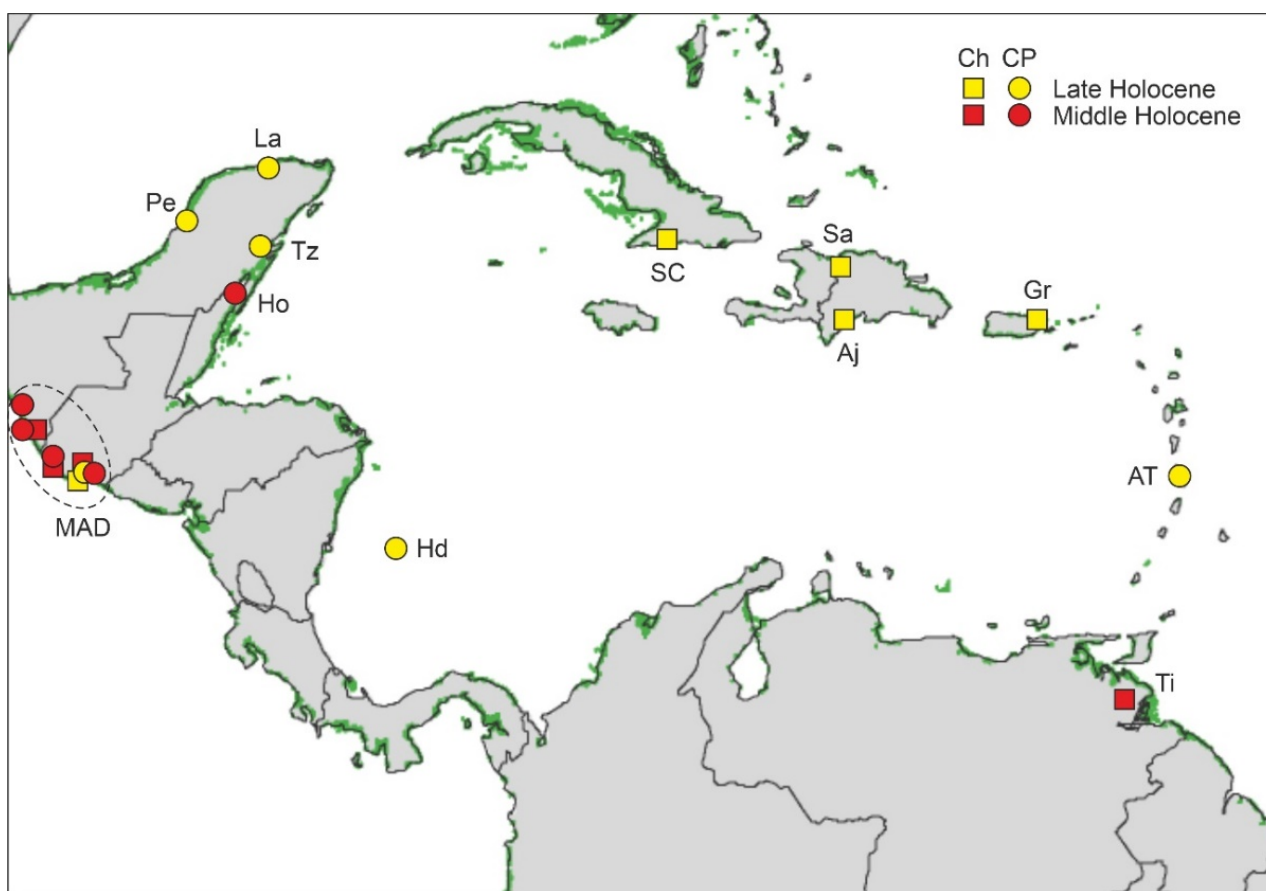 Ch CP
Late Holocene
Middle Holocene
La
Pe
Tz
Ho
SC
Sa
Aj
Gr
MAD
Hd
AT
Ti